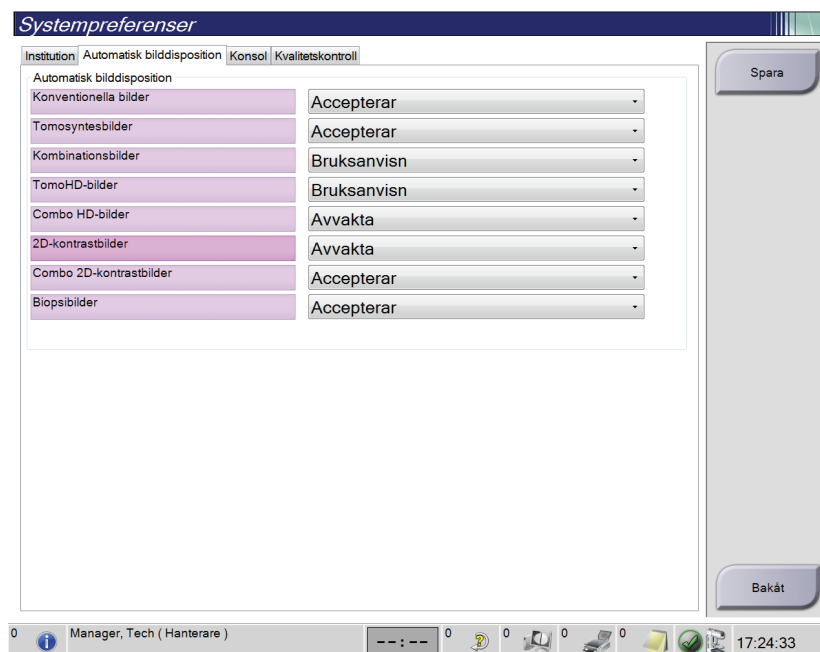 Systempreferenser
Institution Automatisk bilddisposition Konsol Kvalitetskontroll
Spara
Automatisk bilddisposition
Konventionella bilder Accepterar
Tomosyntesbilder Accepterar
Kombinationsbilder Bruksanvisn
TomoHD-bilder Bruksanvisn
Combo HD-bilder Avvakta
2D-kontrastbilder Avvakta
Combo 2D-kontrastbilder Accepterar
Biopsibilder Accepterar
Bakåt
0 Manager, Tech ( Hanterare ) --:-- 0 0 0 0 17:24:33